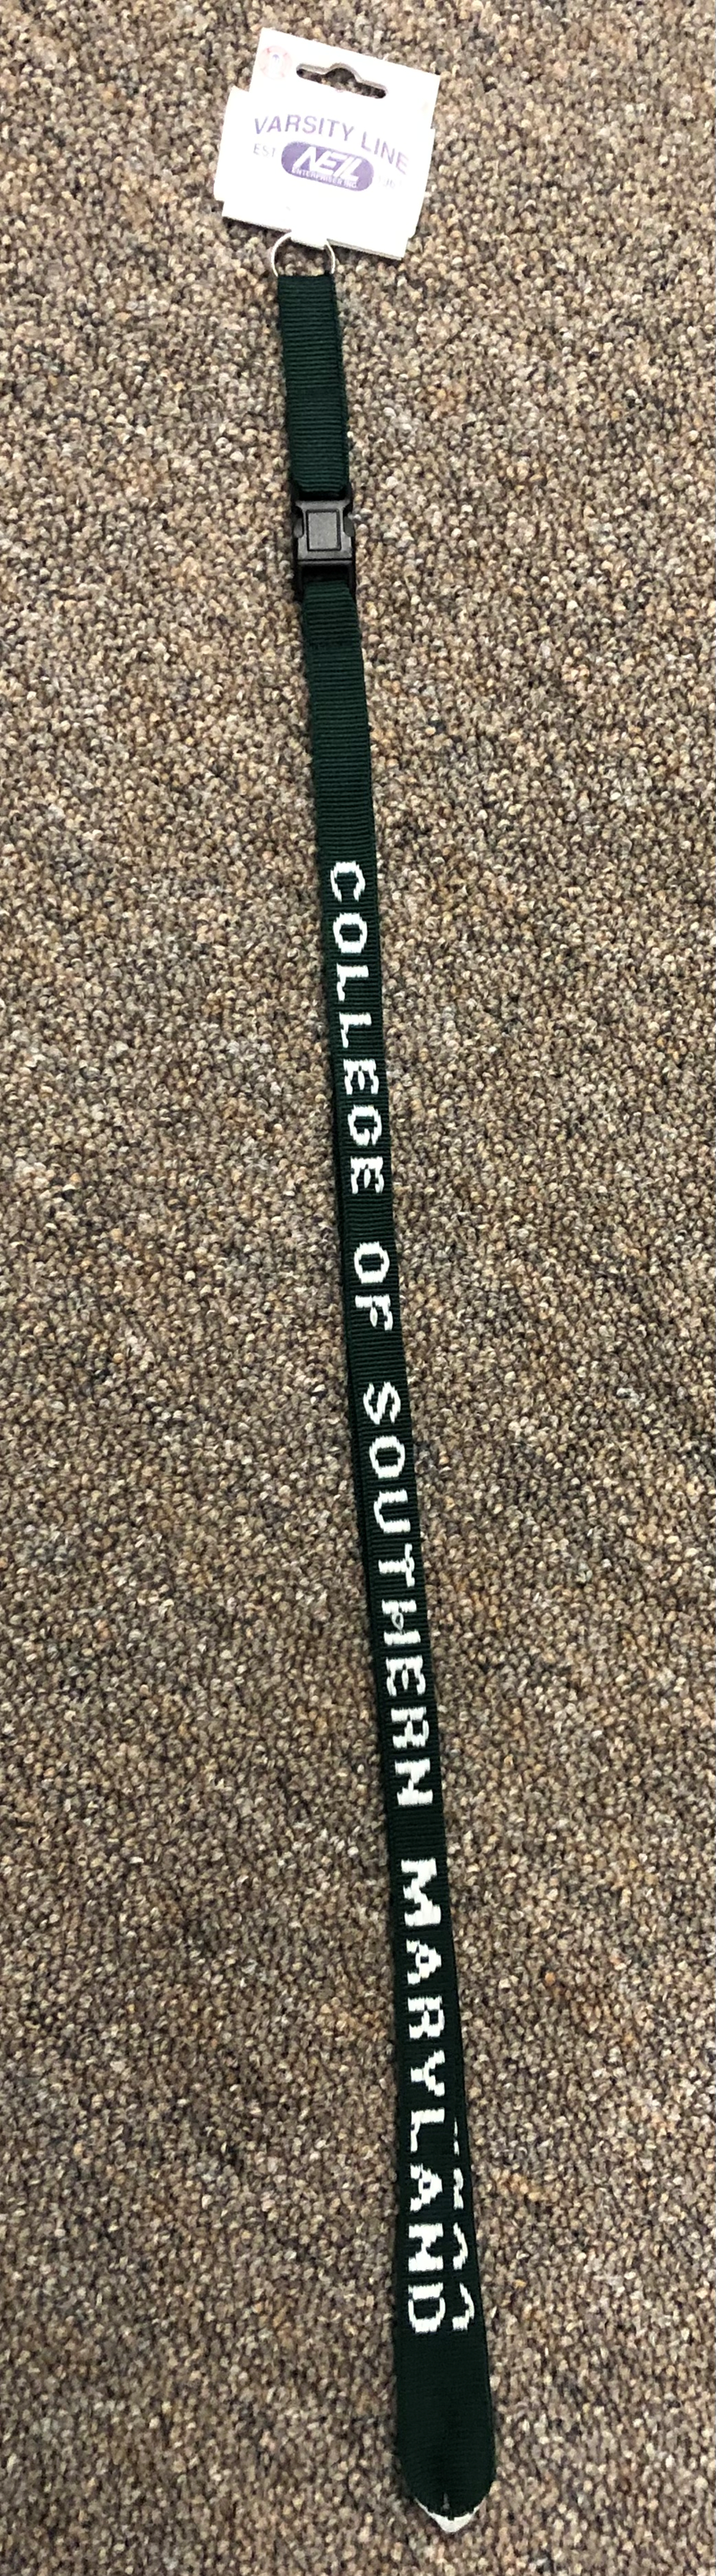 VARSITY LINE
EST.
NEIL
ENTERPRISES INC.
COLLEGE OF SOUTHERN MARYLAND